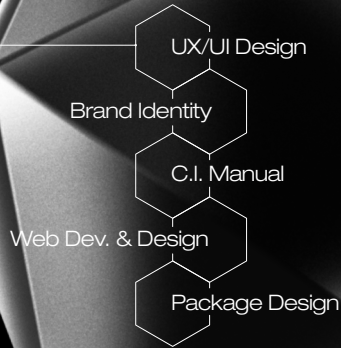 UX/UI Design
Brand Identity
C.I. Manual
Web Dev. & Design
Package Design